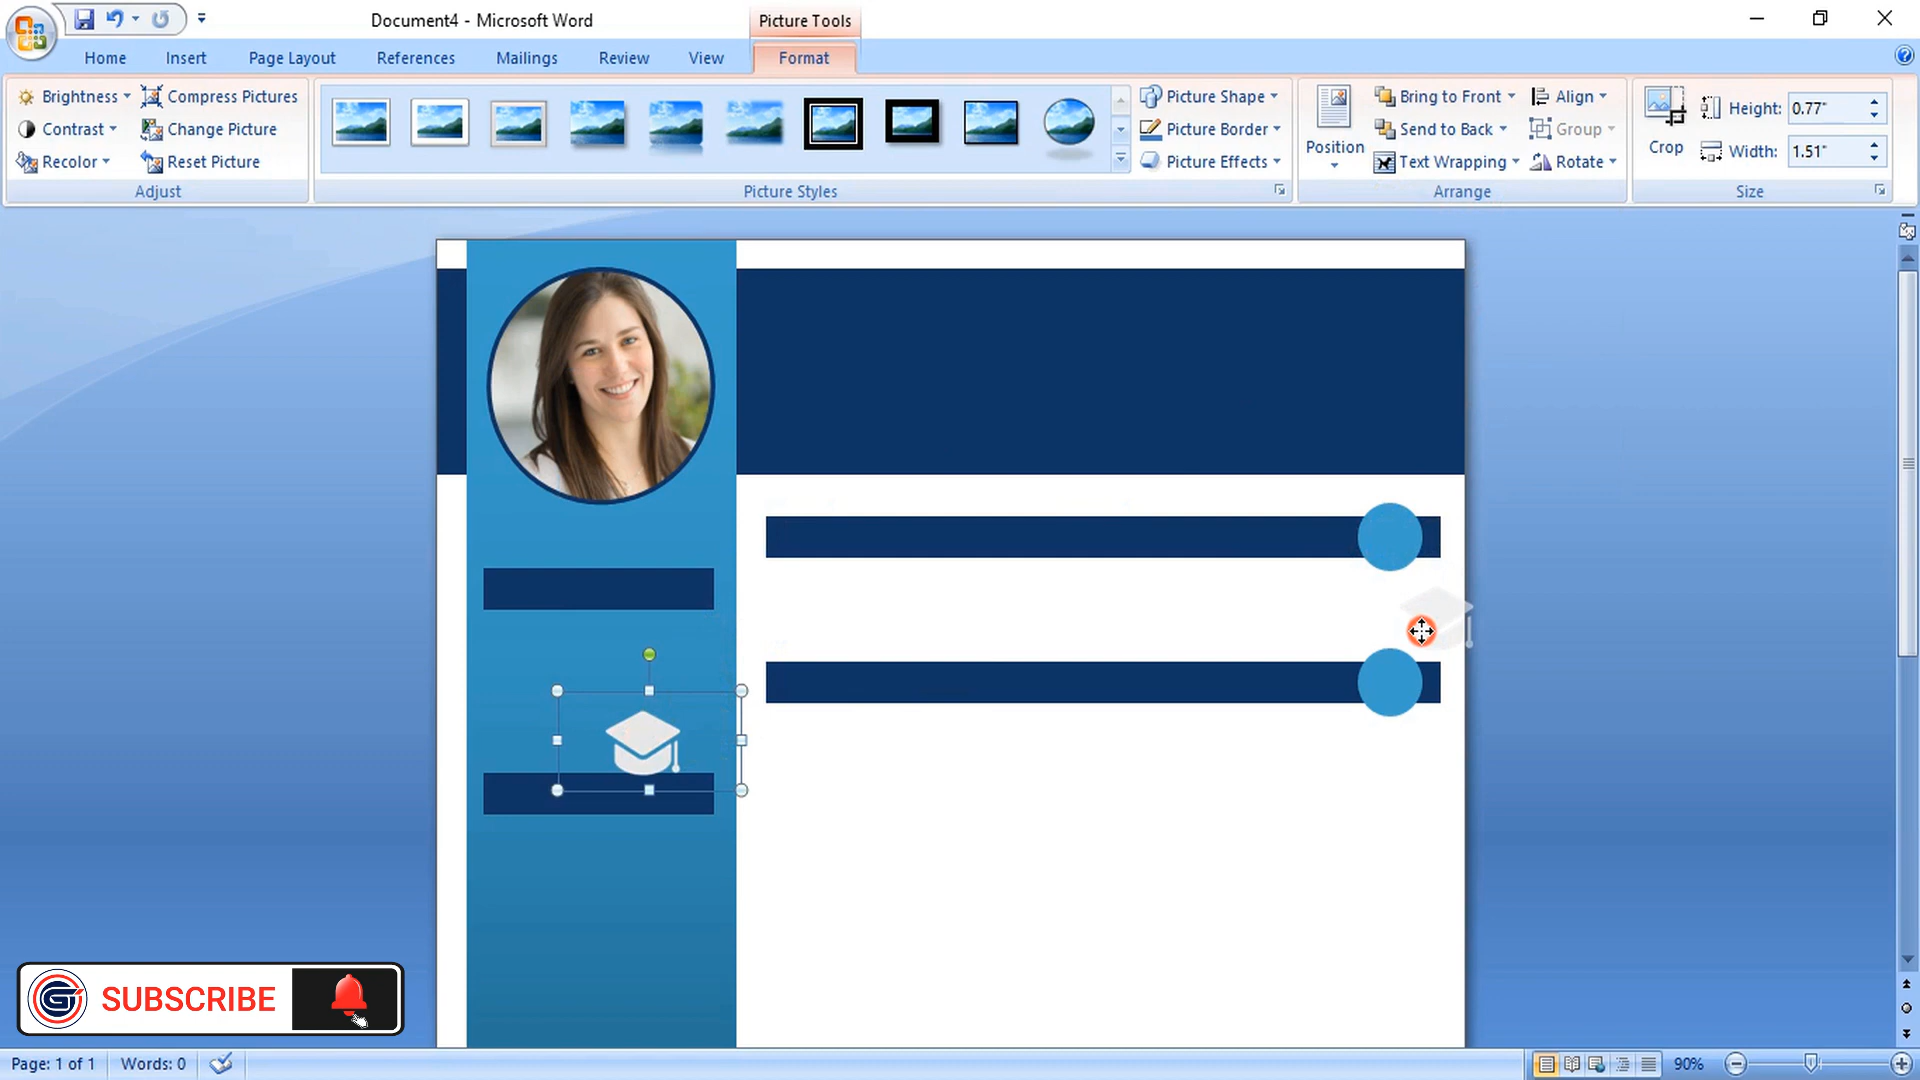 Document4 - Microsoft Word
Picture Tools
Home
Insert
Page Layout
References
Mailings
Review
View
Format
Brightness
Compress Pictures
Contrast
Change Picture
Recolor
Reset Picture
Adjust
Picture Styles
Picture Shape
Picture Border
Picture Effects
Position
Bring to Front
Send to Back
Text Wrapping
Align
Group
Rotate
Arrange
Crop
Height: 0.77"
Width: 1.51"
Size
SUBSCRIBE
Page: 1 of 1
Words: 0
90%